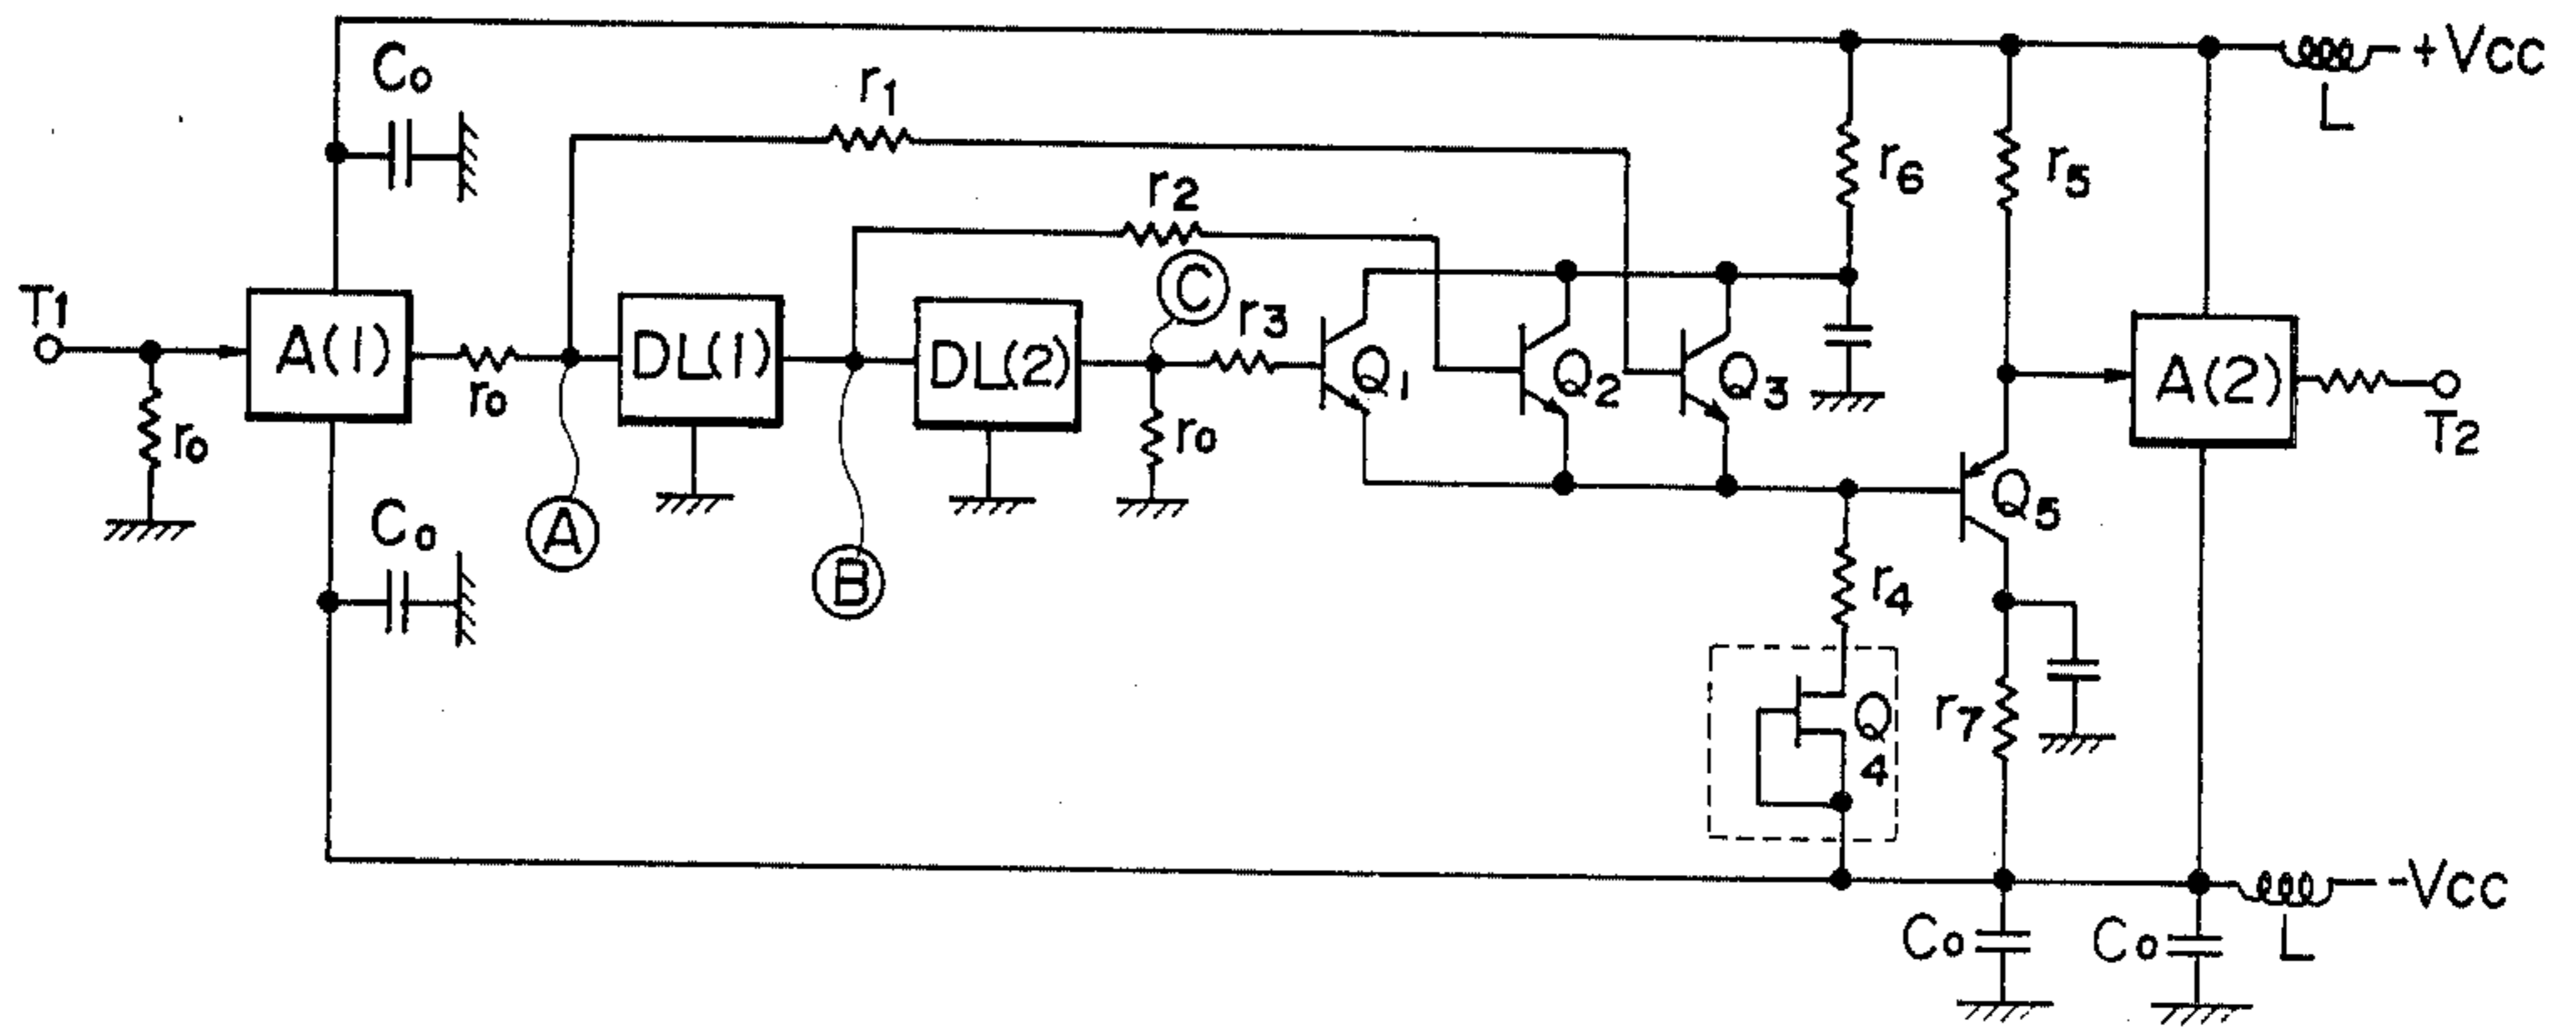 +Vcc
L
Co
r1
r6
r5
r2
C
T1
A(1)
ro
DL(1)
DL(2)
r3
Q1
Q2
Q3
A(2)
T2
ro
ro
Q5
A
B
Co
r4
Q4
r7
-Vcc
L
Co
Co